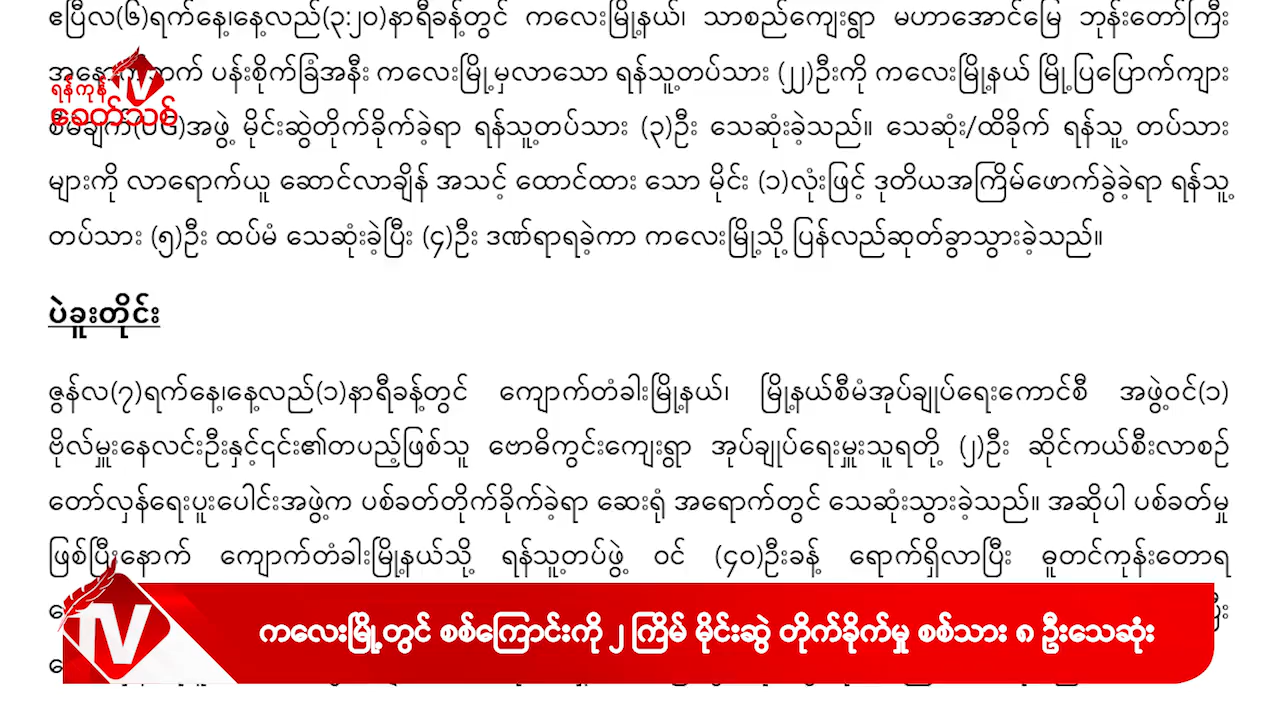 ဧပြီလ(၆)ရက်နေ့၊နေ့လည်(၃:၂၀)နာရီခန့်တွင် ကလေးမြို့နယ်၊ သာစည်ကျေးရွာ မဟာအောင်မြေ ဘုန်းတော်ကြီး
ပန်းစိုက်ခြံအနီး ကလေးမြို့မှလာသော ရန်သူ့တပ်သား (၂၂)ဦးကို ကလေးမြို့နယ် မြို့ပြပြောက်ကျား
ရန်ကုန်
ခေတ်သစ်
TV
အဖွဲ့ မိုင်းဆွဲတိုက်ခိုက်ခဲ့ရာ ရန်သူ့တပ်သား (၃)ဦး သေဆုံးခဲ့သည်။ သေဆုံး/ထိခိုက် ရန်သူ့ တပ်သား
များကို လာရောက်ယူ ဆောင်လာချိန် အသင့် ထောင်ထား သော မိုင်း (၁)လုံးဖြင့် ဒုတိယအကြိမ်ဖောက်ခွဲခဲ့ရာ ရန်သူ့
တပ်သား (၅)ဦး ထပ်မံ သေဆုံးခဲ့ပြီး (၄)ဦး ဒဏ်ရာရခဲ့ကာ ကလေးမြို့သို့ ပြန်လည်ဆုတ်ခွာသွားခဲ့သည်။
ပဲခူးတိုင်း
ဇွန်လ(၇)ရက်နေ့၊နေ့လည်(၁)နာရီခန့်တွင် ကျောက်တံခါးမြို့နယ်၊ မြို့နယ်စီမံအုပ်ချုပ်ရေးကောင်စီ အဖွဲ့ဝင်(၁)
ဗိုလ်မှူးနေလင်းဦးနှင့်၎င်း၏တပည့်ဖြစ်သူ ဗောဓိကွင်းကျေးရွာ အုပ်ချုပ်ရေးမှူးသူရတို့ (၂)ဦး ဆိုင်ကယ်စီးလာစဉ်
တော်လှန်ရေးပူးပေါင်းအဖွဲ့က ပစ်ခတ်တိုက်ခိုက်ခဲ့ရာ ဆေးရုံ အရောက်တွင် သေဆုံးသွားခဲ့သည်။ အဆိုပါ ပစ်ခတ်မှု
ဖြစ်ပြီးနောက် ကျောက်တံခါးမြို့နယ်သို့ ရန်သူ့တပ်ဖွဲ့ ဝင် (၄၀)ဦးခန့် ရောက်ရှိလာပြီး ဓူတင်ကုန်းတောရ
TV
ကလေးမြို့တွင် စစ်ကြောင်းကို ၂ ကြိမ် မိုင်းဆွဲ တိုက်ခိုက်မှု စစ်သား ၈ ဦးသေဆုံး